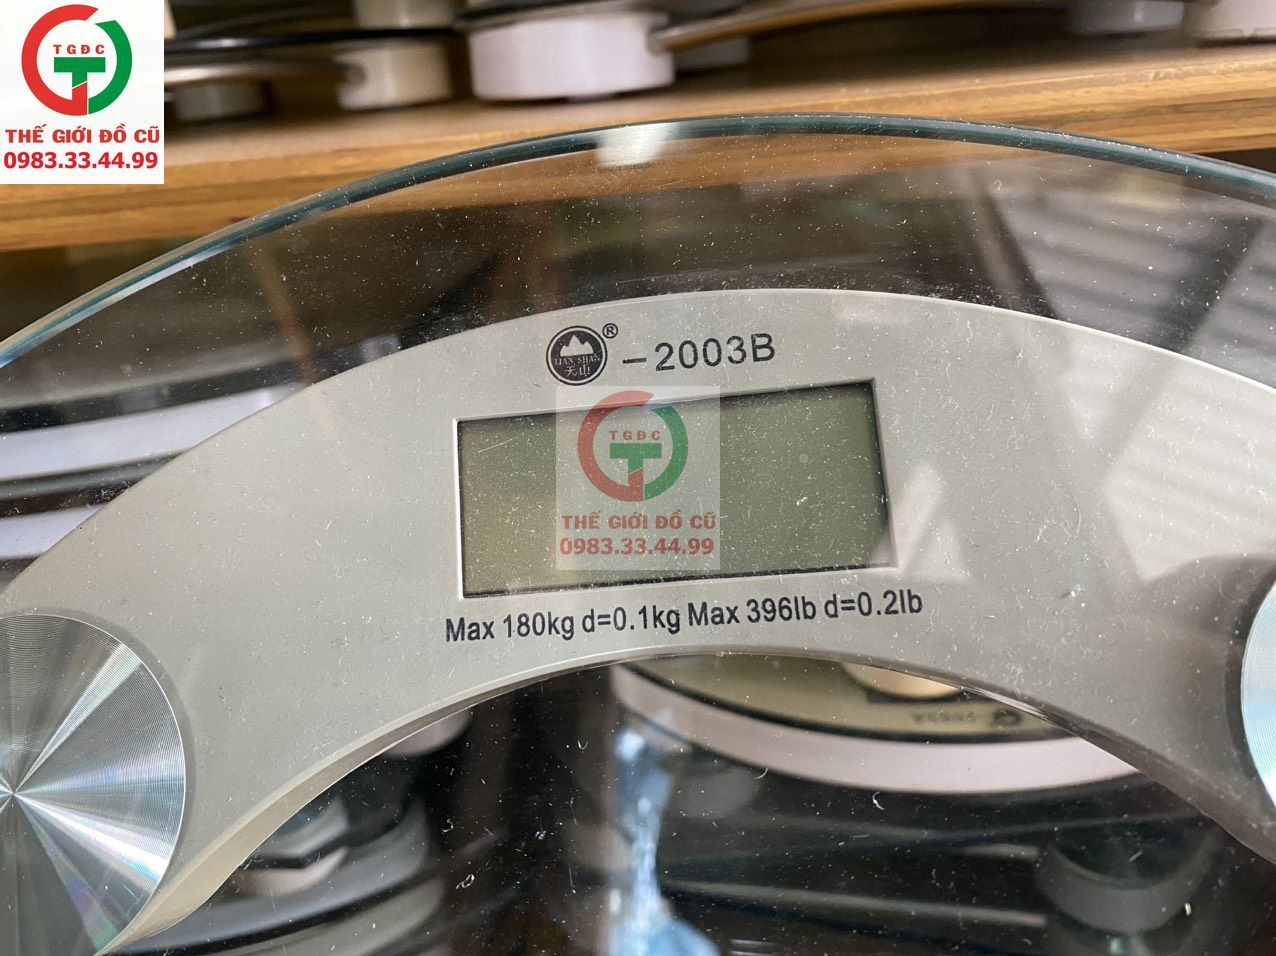 TGĐC
THẾ GIỚI ĐỒ CŨ
0983.33.44.99
TIAN SHAN
天山
®
–2003B
TGĐC
THẾ GIỚI ĐỒ CŨ
0983.33.44.99
Max 180kg d=0.1kg Max 396lb d=0.2lb